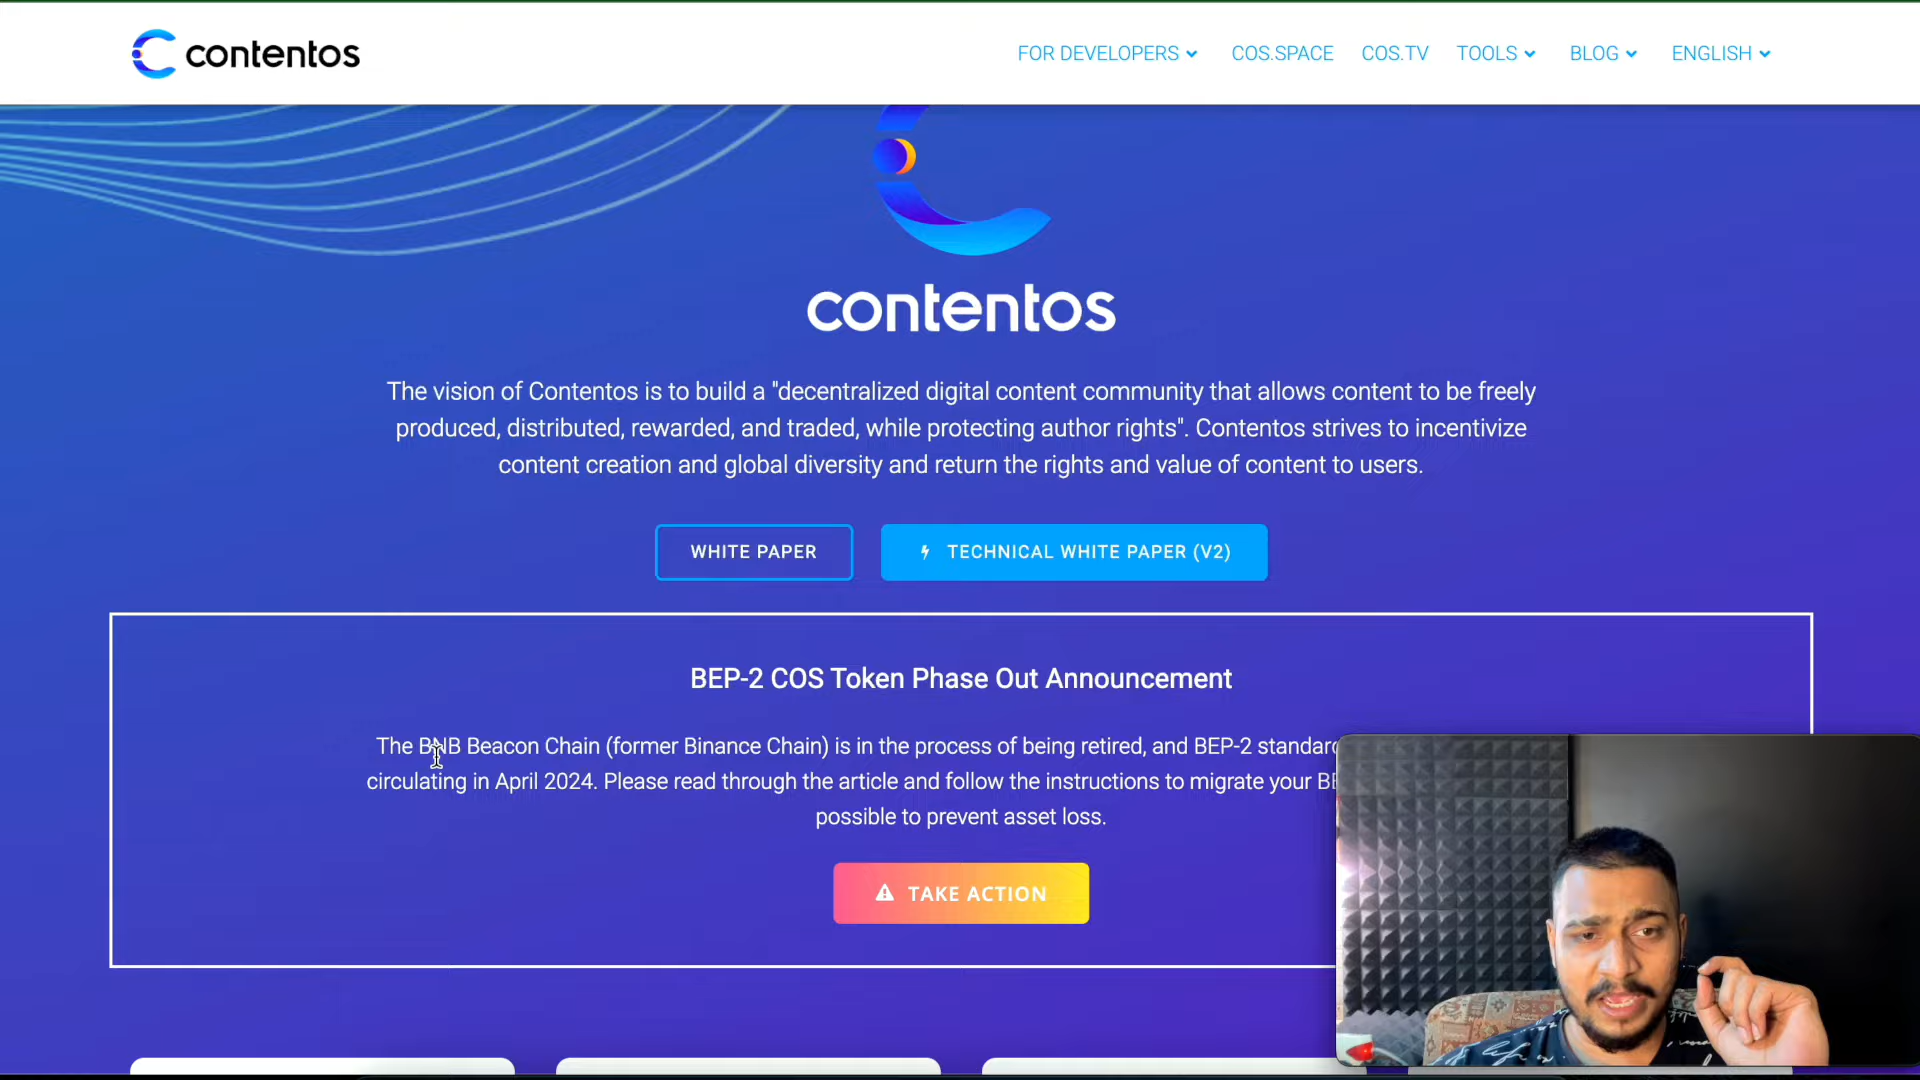 contentos
FOR DEVELOPERS COS.SPACE COS.TV TOOLS BLOG ENGLISH
contentos
The vision of Contentos is to build a "decentralized digital content community that allows content to be freely
produced, distributed, rewarded, and traded, while protecting author rights". Contentos strives to incentivize
content creation and global diversity and return the rights and value of content to users.
WHITE PAPER
TECHNICAL WHITE PAPER (V2)
BEP-2 COS Token Phase Out Announcement
The BNB Beacon Chain (former Binance Chain) is in the process of being retired, and BEP-2 standard
circulating in April 2024. Please read through the article and follow the instructions to migrate your
possible to prevent asset loss.
TAKE ACTION
life